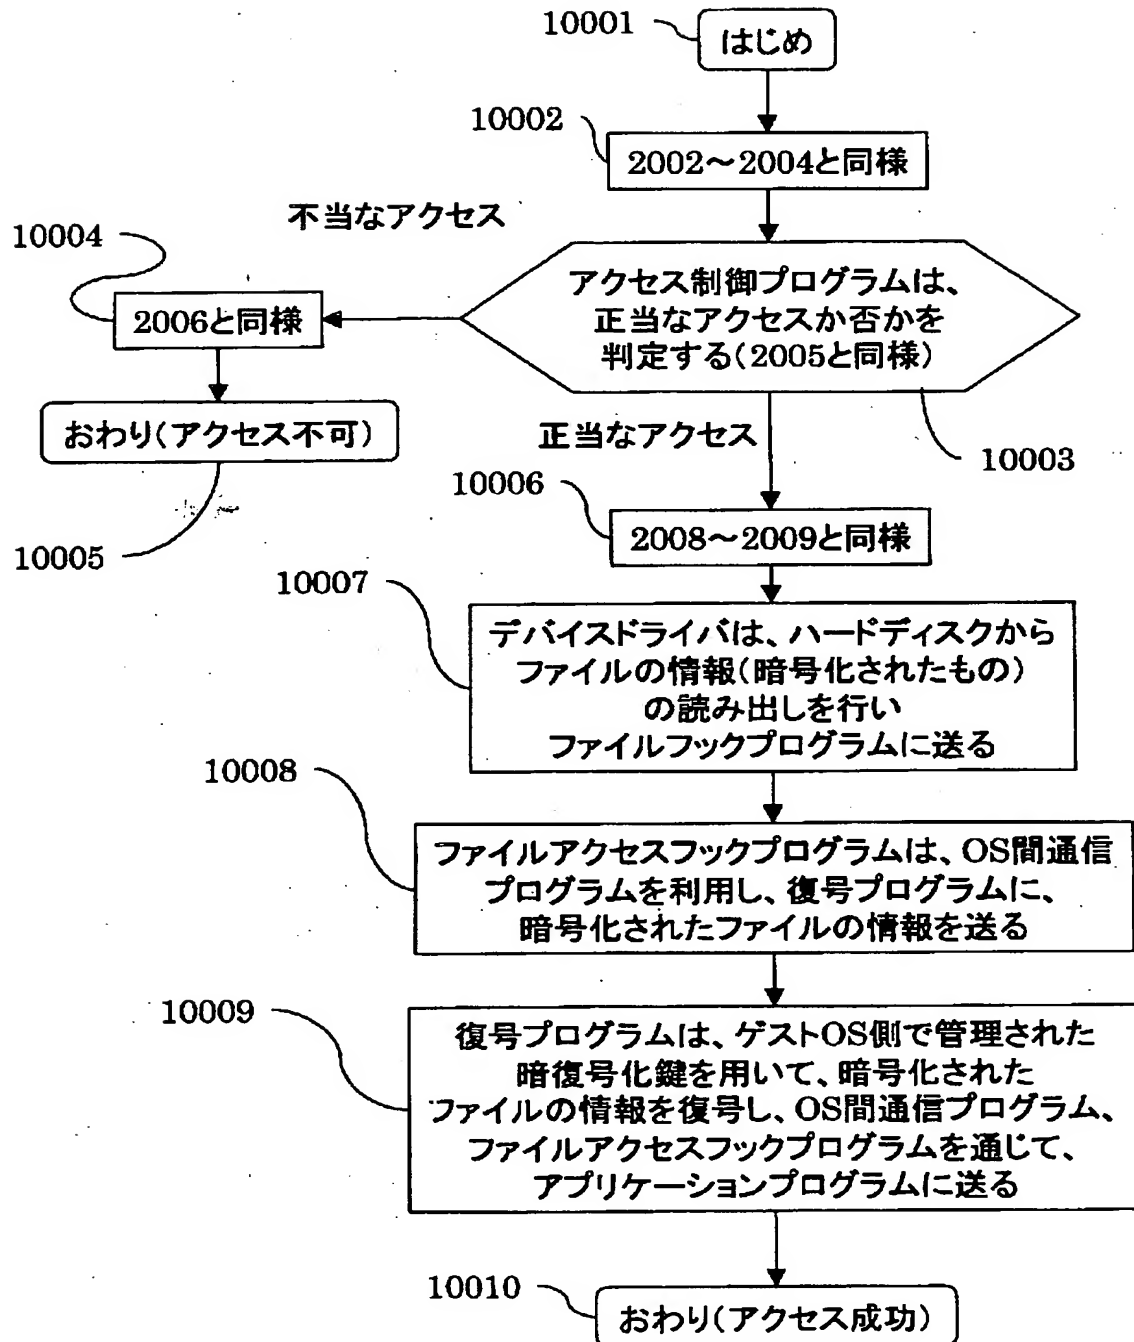 10001
はじめ
10002
2002～2004と同様
不当なアクセス
10004
アクセス制御プログラムは、
正当なアクセスか否かを
判定する(2005と同様)
2006と同様
おわり(アクセス不可)
正当なアクセス
10003
10006
10005
2008～2009と同様
10007
デバイスドライバは、ハードディスクから
ファイルの情報(暗号化されたもの)
の読み出しを行い
ファイルフックプログラムに送る
10008
ファイルアクセスフックプログラムは、OS間通信
プログラムを利用し、復号プログラムに、
暗号化されたファイルの情報を送る
10009
復号プログラムは、ゲストOS側で管理された
暗復号化鍵を用いて、暗号化された
ファイルの情報を復号し、OS間通信プログラム、
ファイルアクセスフックプログラムを通じて、
アプリケーションプログラムに送る
10010
おわり(アクセス成功)